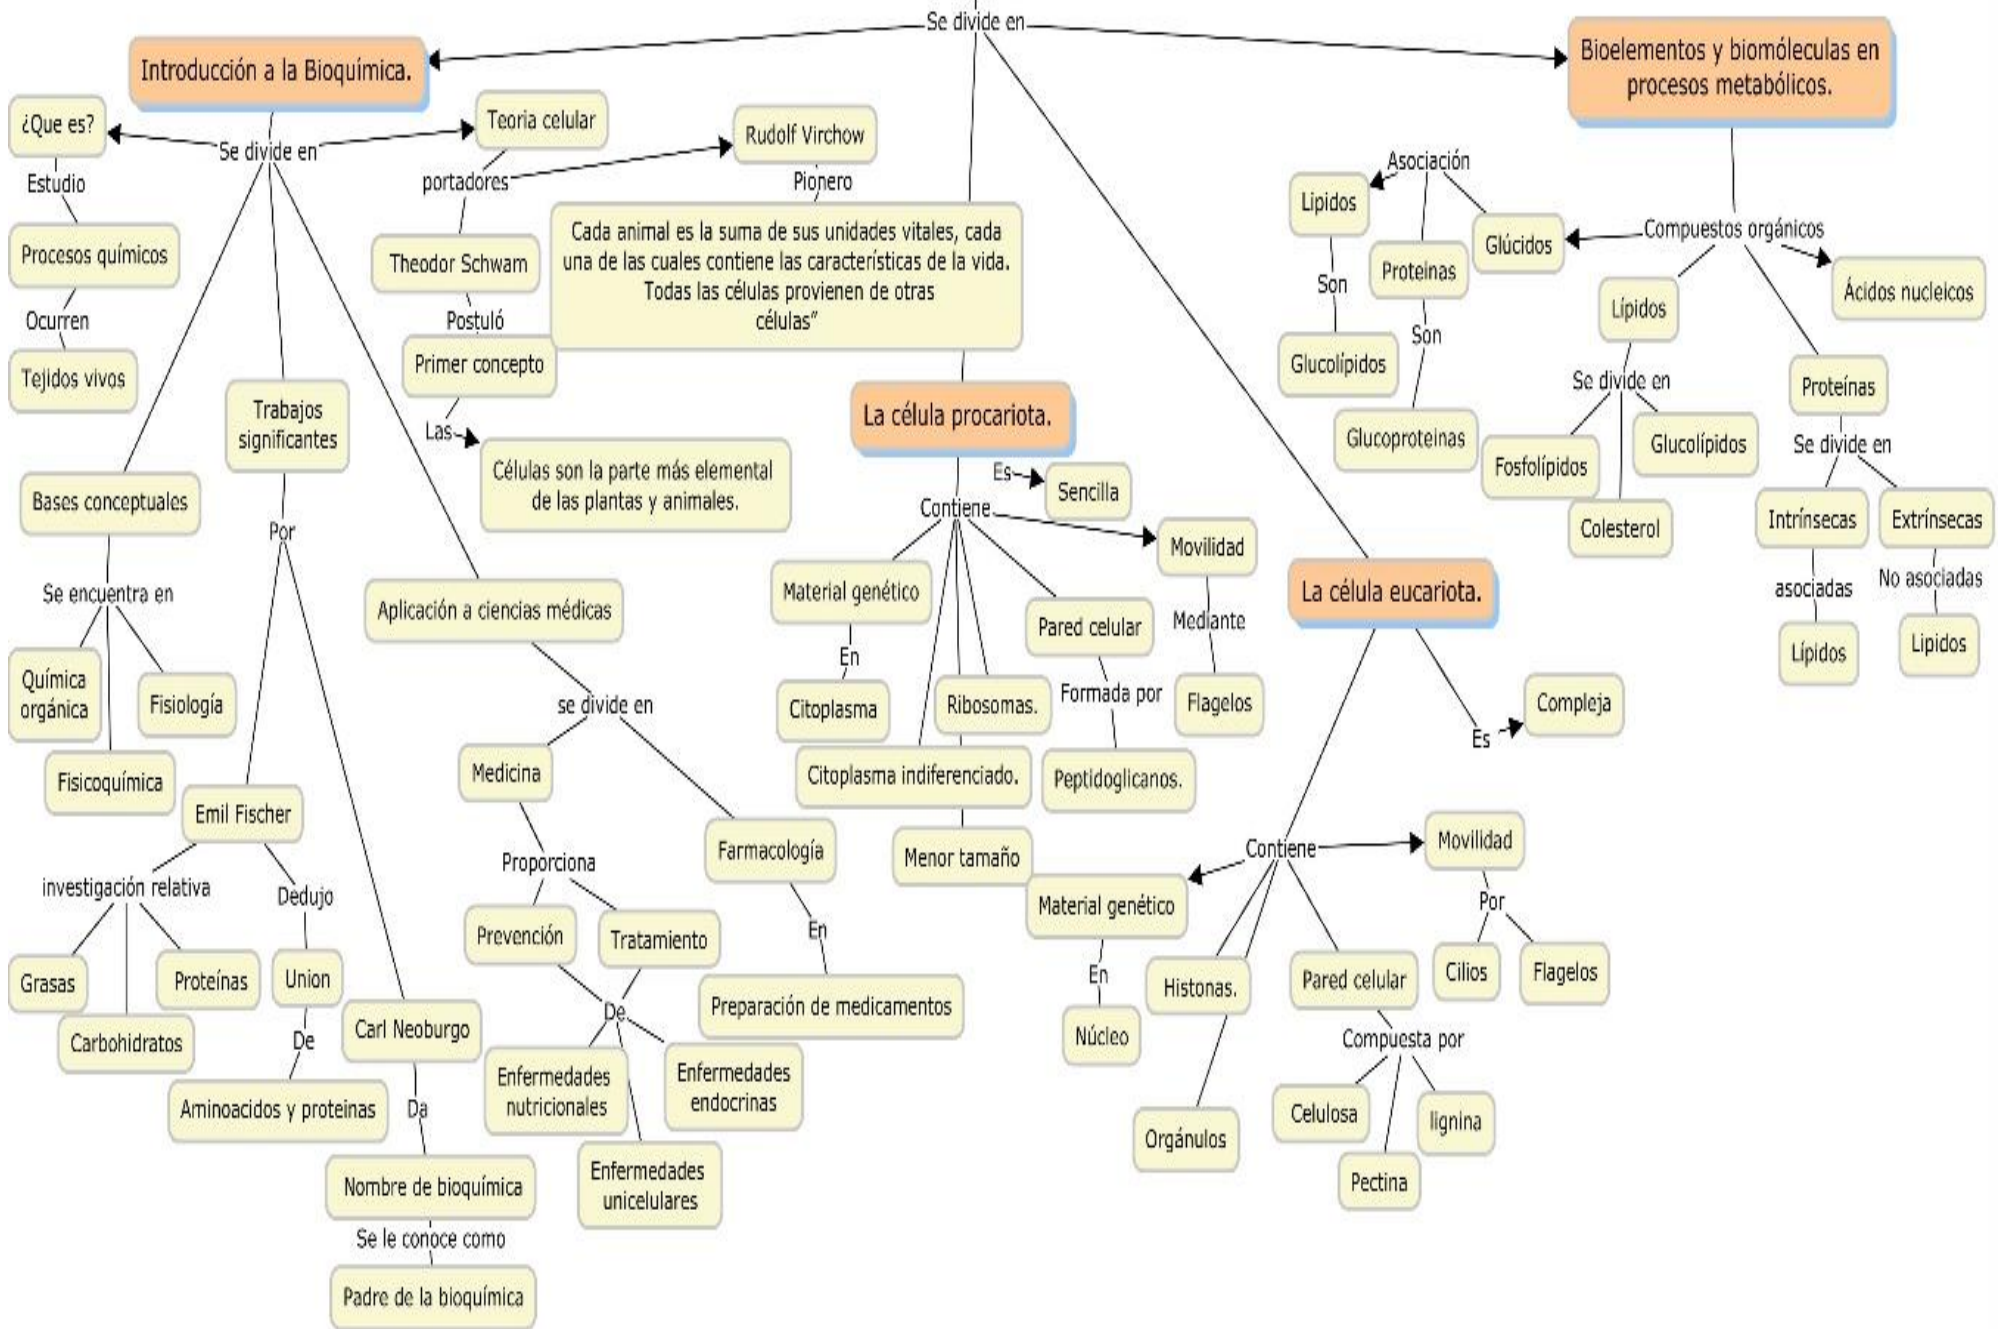 Se divide en
Introducción a la Bioquímica.
¿Que es?
Estudio
Procesos químicos
Ocurren
Tejidos vivos
Se divide en
Teoria celular
portadores
Rudolf Virchow
Pionero
Cada animal es la suma de sus unidades vitales, cada
una de las cuales contiene las características de la vida.
Todas las células provienen de otras
células”
Theodor Schwam
Postuló
Primer concepto
Las
Células son la parte más elemental
de las plantas y animales.
Bases conceptuales
Se encuentra en
Química
orgánica
Fisiología
Fisicoquímica
Trabajos
significantes
Por
Emil Fischer
investigación relativa
Grasas
Carbohidratos
Proteínas
Dedujo
Union
De
Aminoacidos y proteinas
Carl Neoburgo
Da
Nombre de bioquímica
Se le conoce como
Padre de la bioquímica
Aplicación a ciencias médicas
se divide en
Medicina
Proporciona
Prevención
Tratamiento
De
Enfermedades
nutricionales
Enfermedades
endocrinas
Enfermedades
unicelulares
Farmacología
En
Preparación de medicamentos
La célula procariota.
Es
Sencilla
Contiene
Material genético
En
Citoplasma
Citoplasma indiferenciado.
Menor tamaño
Ribosomas.
Pared celular
Formada por
Peptidoglicanos.
Movilidad
Mediante
Flagelos
La célula eucariota.
Es
Compleja
Contiene
Material genético
En
Núcleo
Histonas.
Orgánulos
Pared celular
Compuesta por
Celulosa
Pectina
lignina
Movilidad
Por
Cilios
Flagelos
Bioelementos y biomóleculas en
procesos metabólicos.
Compuestos orgánicos
Glúcidos
Asociación
Lipidos
Son
Glucolípidos
Proteinas
Son
Glucoproteinas
Lípidos
Se divide en
Fosfolípidos
Colesterol
Glucolípidos
Proteínas
Se divide en
Intrínsecas
asociadas
Lípidos
Extrínsecas
No asociadas
Lipidos
Ácidos nucleicos